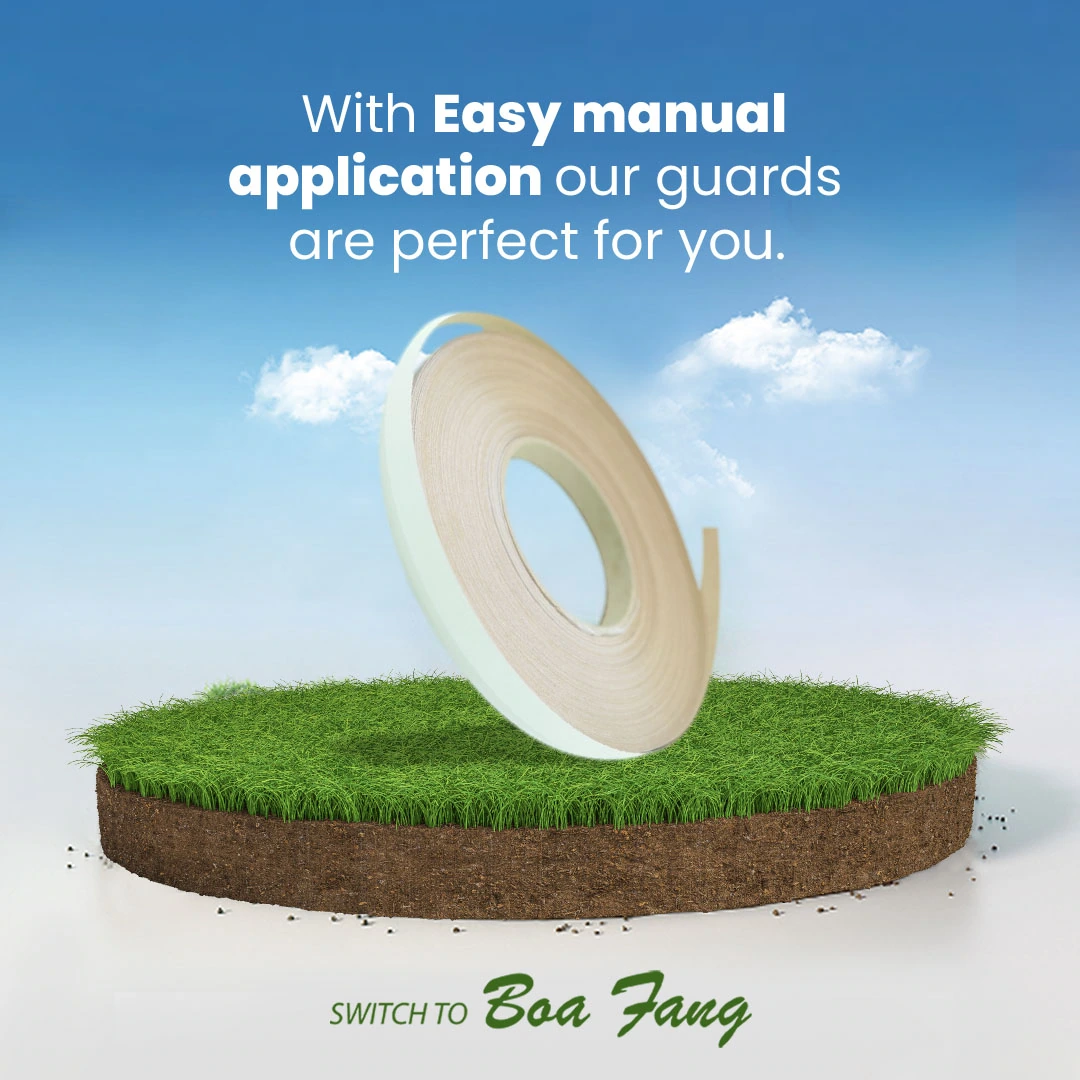 With Easy manual
application our guards
are perfect for you.
SWITCH TO Boa Fang